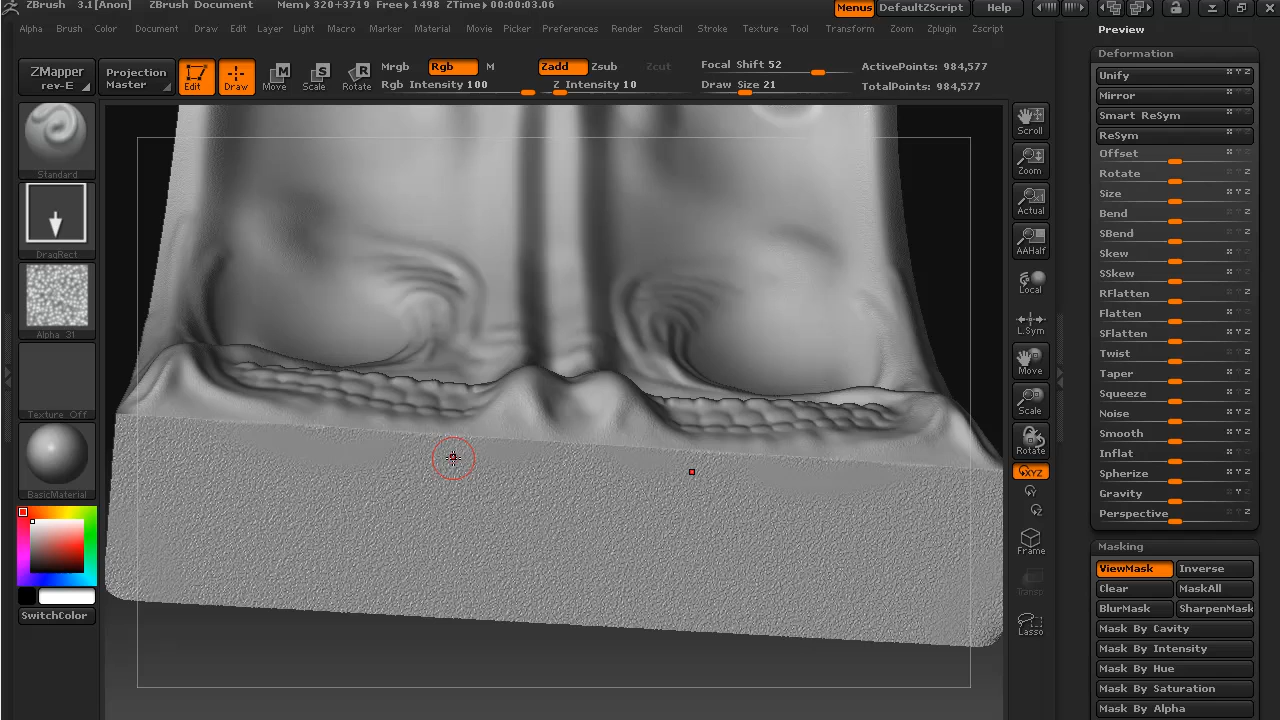 ZBrush 3.1[Anon] ZBrush Document Mem▸320+3719 Free▸1498 ZTime▸00:00:03.06 Menus DefaultZScript Help
Alpha Brush Color Document Draw Edit Layer Light Macro Marker Material Movie Picker Preferences Render Stencil Stroke Texture Tool Transform Zoom Zplugin Zscript
Preview
ZMapper rev-E
Projection Master
Edit
Draw
Move
Scale
Rotate
Mrgb Rgb M
Rgb Intensity 100
Zadd Zsub Zcut
Z Intensity 10
Focal Shift 52
Draw Size 21
ActivePoints: 984,577
TotalPoints: 984,577
Standard
DragRect
Alpha 31
Texture Off
BasicMaterial
SwitchColor
Scroll
Zoom
Actual
AAHalf
Local
L.Sym
Move
Scale
Rotate
XYZ
Y
Z
Frame
Transp
Lasso
Deformation
Unify X Y Z
Mirror X Y Z
Smart ReSym X Y Z
ReSym X Y Z
Offset X Y Z
Rotate X Y Z
Size X Y Z
Bend X Y Z
SBend X Y Z
Skew X Y Z
SSkew X Y Z
RFlatten X Y Z
Flatten X Y Z
SFlatten X Y Z
Twist X Y Z
Taper X Y Z
Squeeze X Y Z
Noise X Y Z
Smooth X Y Z
Inflat X Y Z
Spherize X Y Z
Gravity X Y Z
Perspective X Y Z
Masking
ViewMask Inverse
Clear MaskAll
BlurMask SharpenMask
Mask By Cavity
Mask By Intensity
Mask By Hue
Mask By Saturation
Mask By Alpha